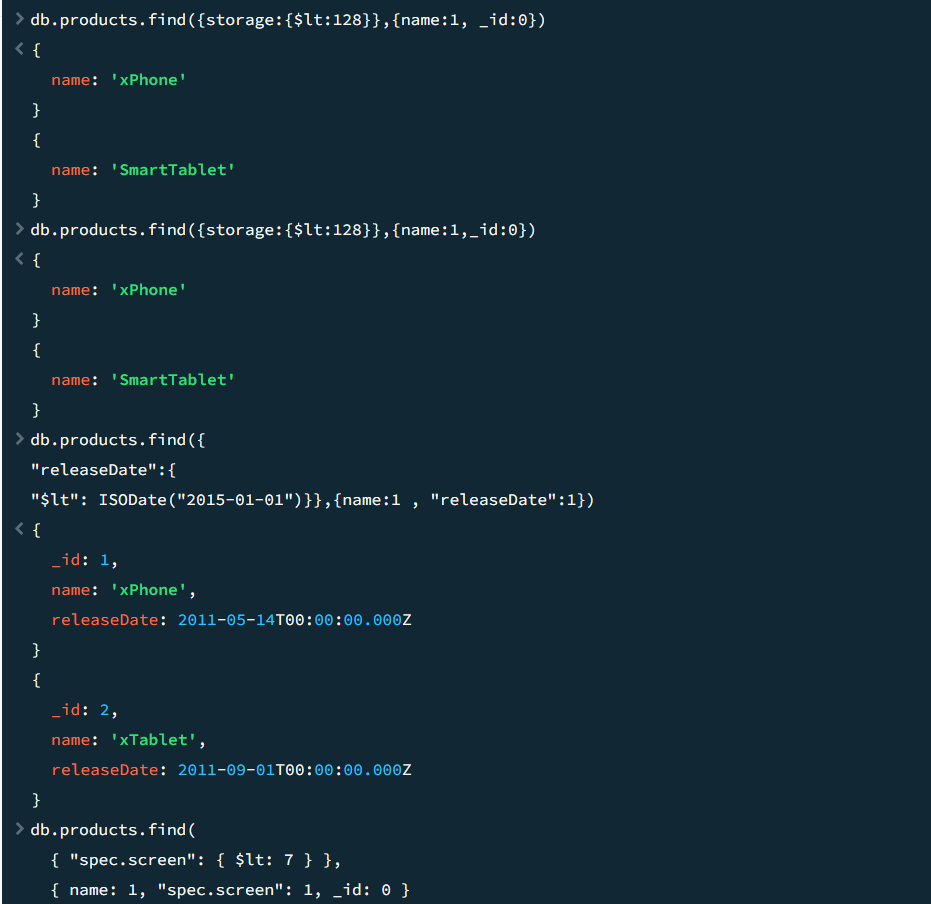 > db.products.find({storage:{$lt:128}},{name:1, _id:0})
< {
name: 'xPhone'
}
{
name: 'SmartTablet'
}
> db.products.find({storage:{$lt:128}},{name:1,_id:0})
< {
name: 'xPhone'
}
{
name: 'SmartTablet'
}
> db.products.find({
"releaseDate":{
"$lt": ISODate("2015-01-01")}},{name:1 , "releaseDate":1})
< {
_id: 1,
name: 'xPhone',
releaseDate: 2011-05-14T00:00:00.000Z
}
{
_id: 2,
name: 'xTablet',
releaseDate: 2011-09-01T00:00:00.000Z
}
> db.products.find(
{ "spec.screen": { $lt: 7 } },
{ name: 1, "spec.screen": 1, _id: 0 }